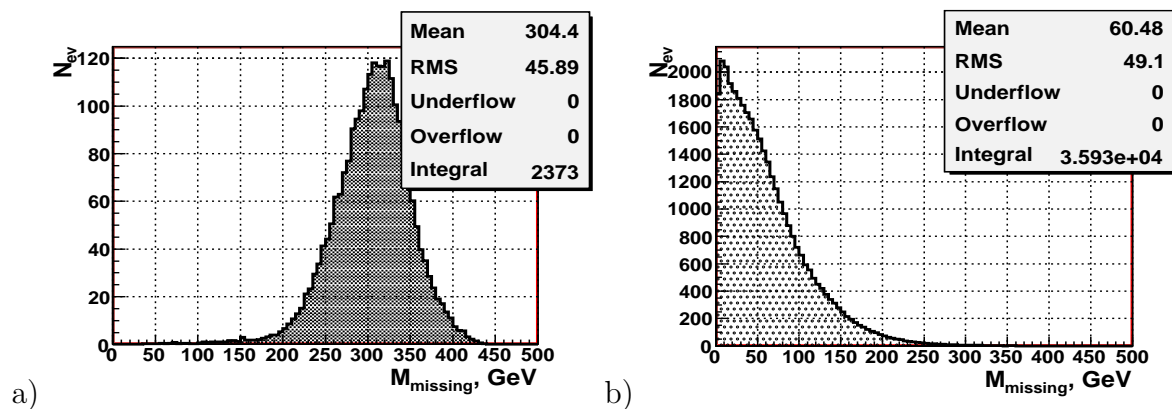 Mean 304.4
RMS 45.89
Underflow 0
Overflow 0
Integral 2373
N_ev
120
100
80
60
40
20
0
0 50 100 150 200 250 300 350 400 450 500
M_missing, GeV
a)
Mean 60.48
RMS 49.1
Underflow 0
Overflow 0
Integral 3.593e+04
N_ev
2000
1800
1600
1400
1200
1000
800
600
400
200
0
0 50 100 150 200 250 300 350 400 450 500
M_missing, GeV
b)